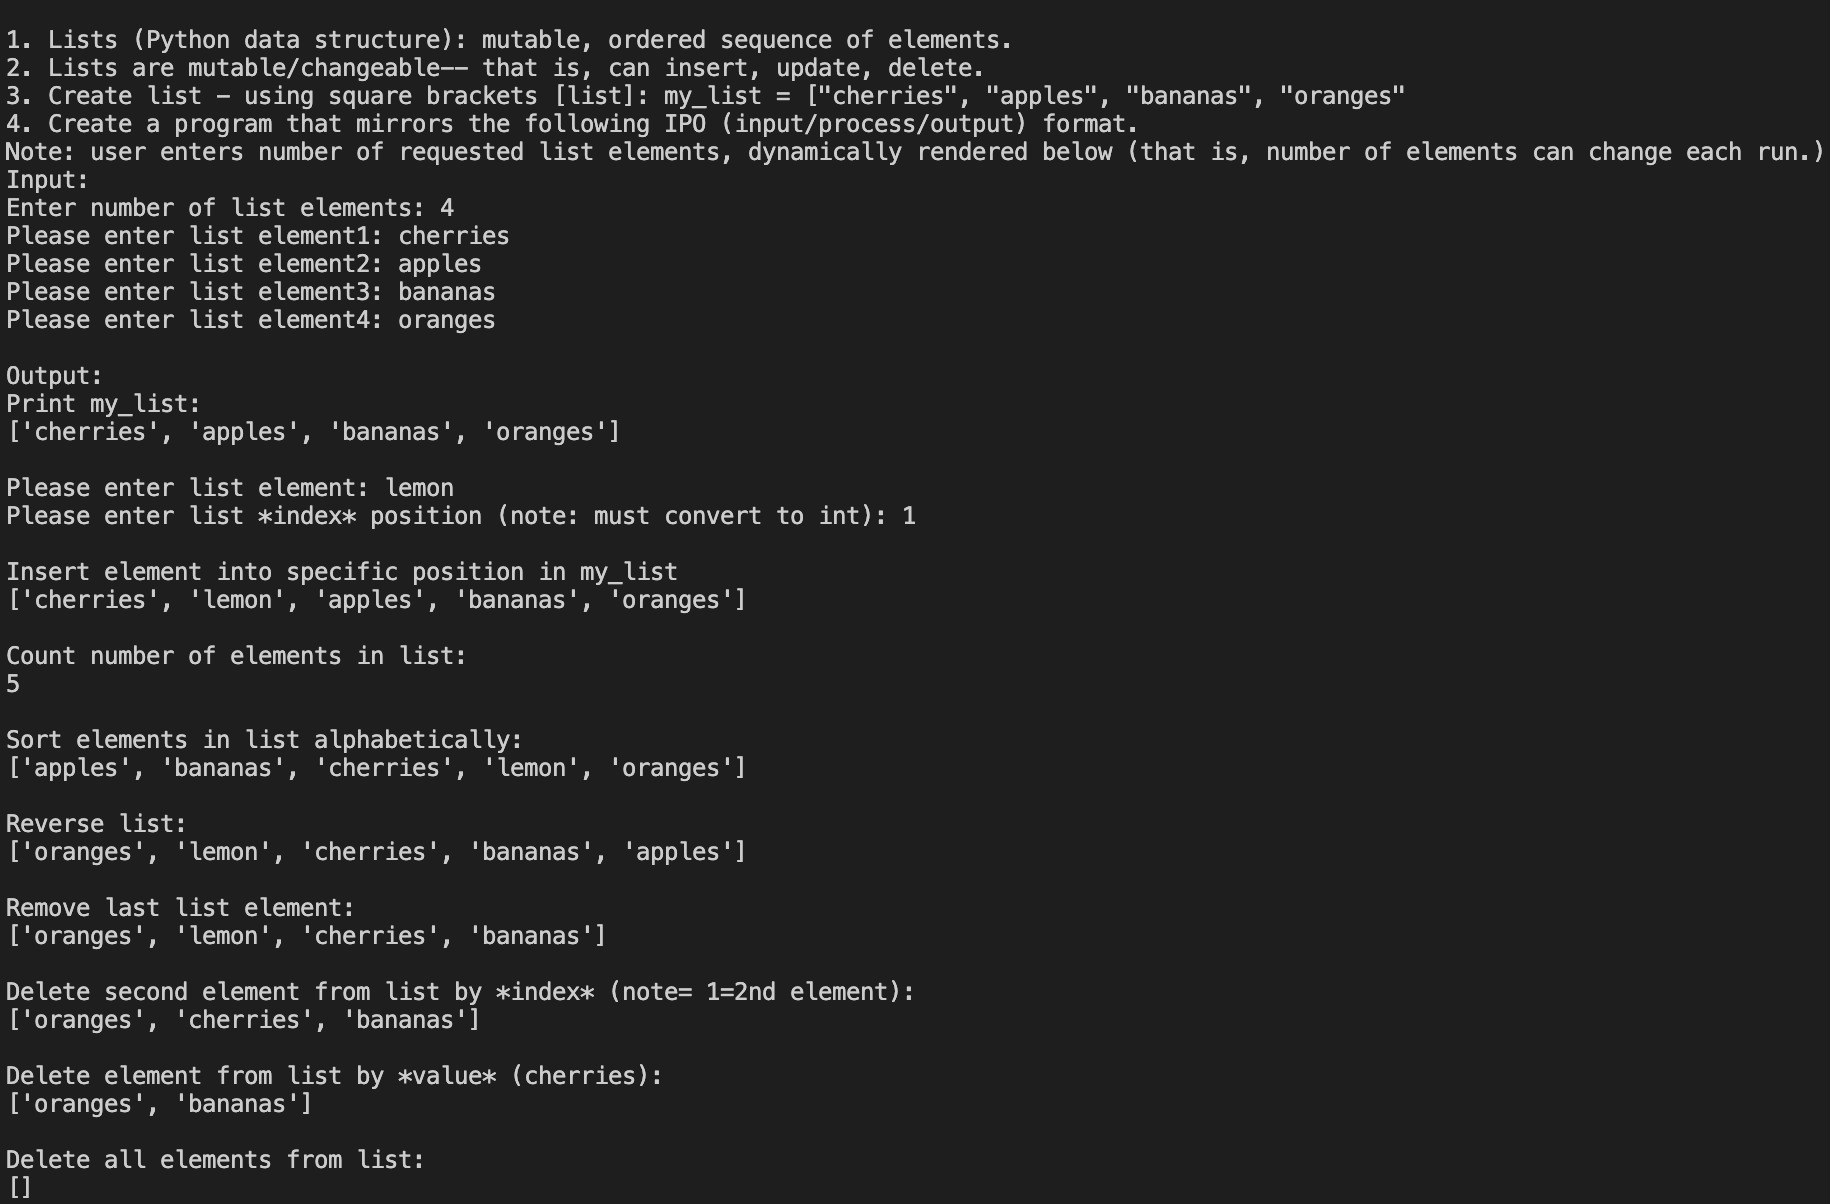 1. Lists (Python data structure): mutable, ordered sequence of elements.
2. Lists are mutable/changeable-- that is, can insert, update, delete.
3. Create list - using square brackets [list]: my_list = ["cherries", "apples", "bananas", "oranges"
4. Create a program that mirrors the following IPO (input/process/output) format.
Note: user enters number of requested list elements, dynamically rendered below (that is, number of elements can change each run.)
Input:
Enter number of list elements: 4
Please enter list element1: cherries
Please enter list element2: apples
Please enter list element3: bananas
Please enter list element4: oranges

Output:
Print my_list:
['cherries', 'apples', 'bananas', 'oranges']

Please enter list element: lemon
Please enter list *index* position (note: must convert to int): 1

Insert element into specific position in my_list
['cherries', 'lemon', 'apples', 'bananas', 'oranges']

Count number of elements in list:
5

Sort elements in list alphabetically:
['apples', 'bananas', 'cherries', 'lemon', 'oranges']

Reverse list:
['oranges', 'lemon', 'cherries', 'bananas', 'apples']

Remove last list element:
['oranges', 'lemon', 'cherries', 'bananas']

Delete second element from list by *index* (note= 1=2nd element):
['oranges', 'cherries', 'bananas']

Delete element from list by *value* (cherries):
['oranges', 'bananas']

Delete all elements from list:
[]